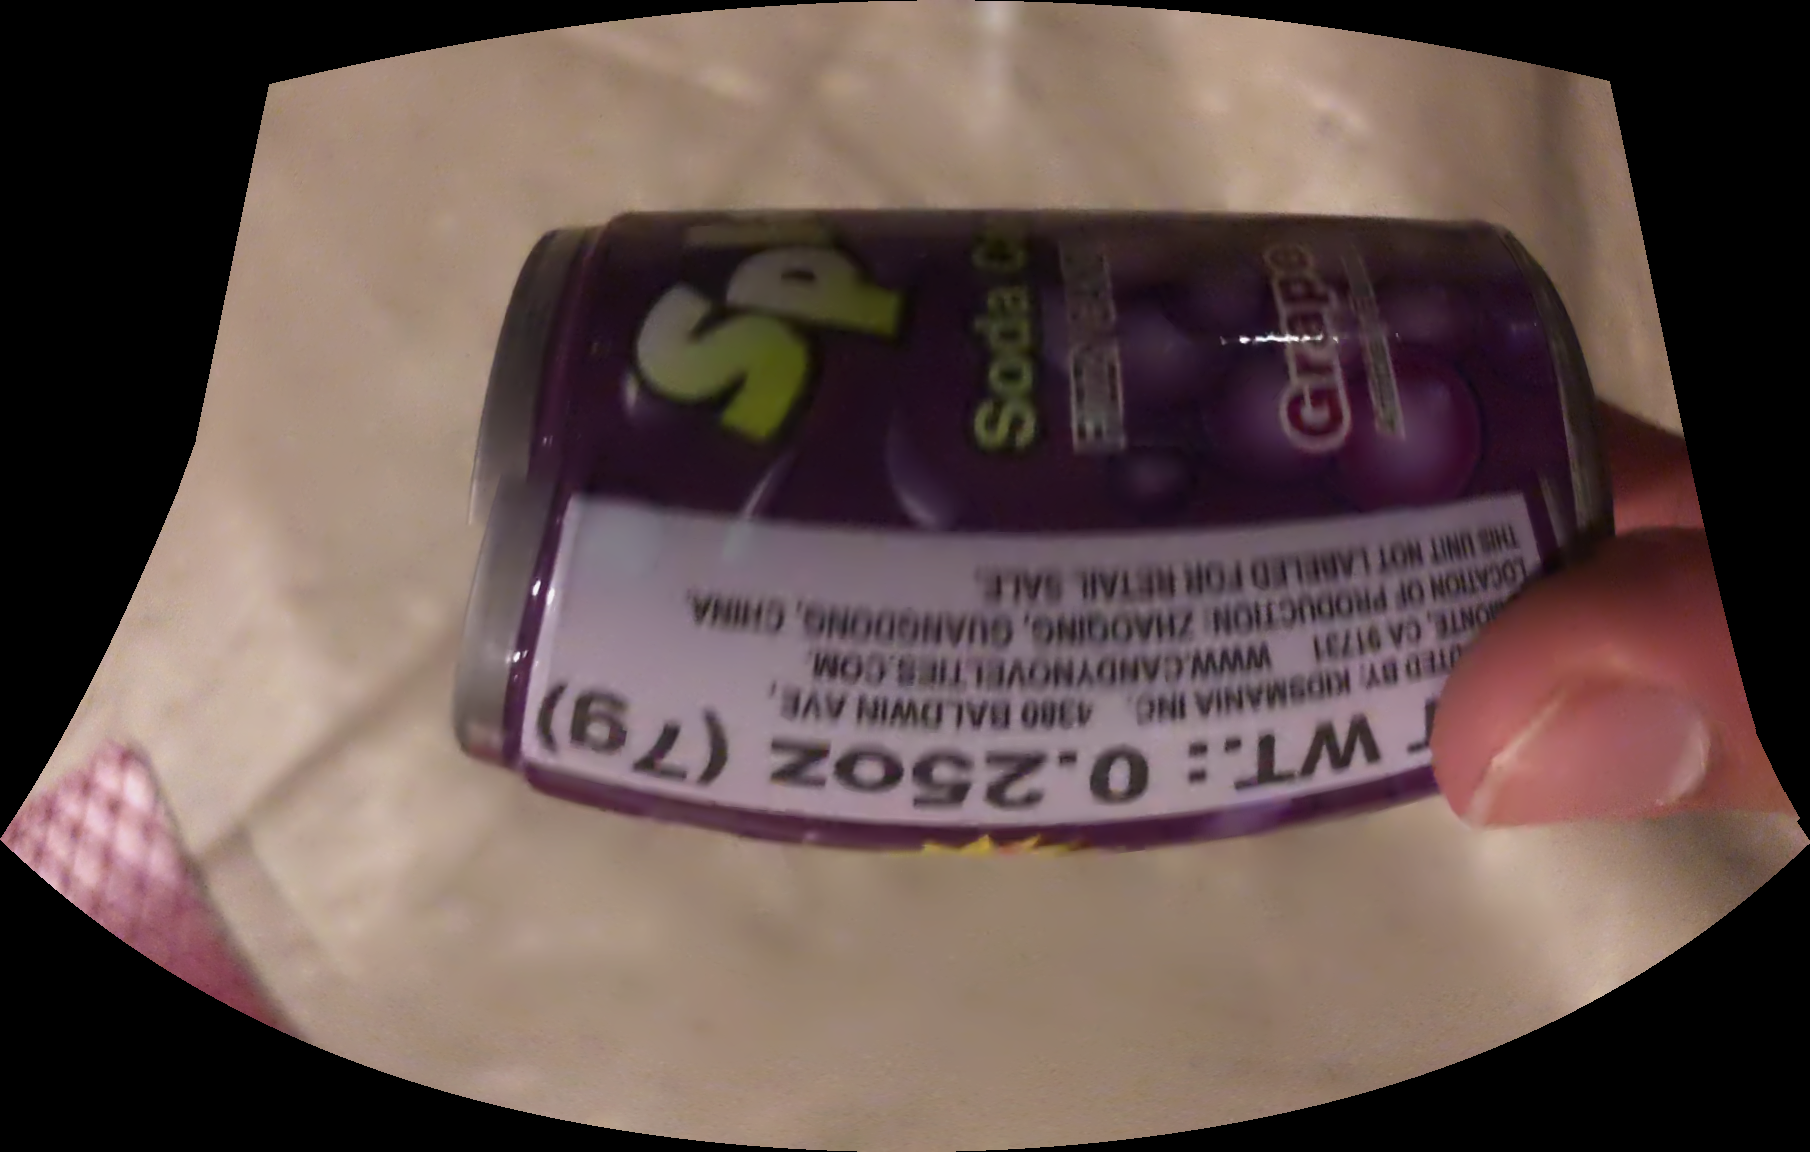 Sp
Soda
Grape
WT.: 0.25oz (7g)
KIDSMANIA INC. 4380 BALDWIN AVE,
CA 91731 WWW.CANDYNOVELTIES.COM.
LOCATION OF PRODUCTION: ZHAOQING, GUANGDONG, CHINA.
THIS UNIT NOT LABELED FOR RETAIL SALE.